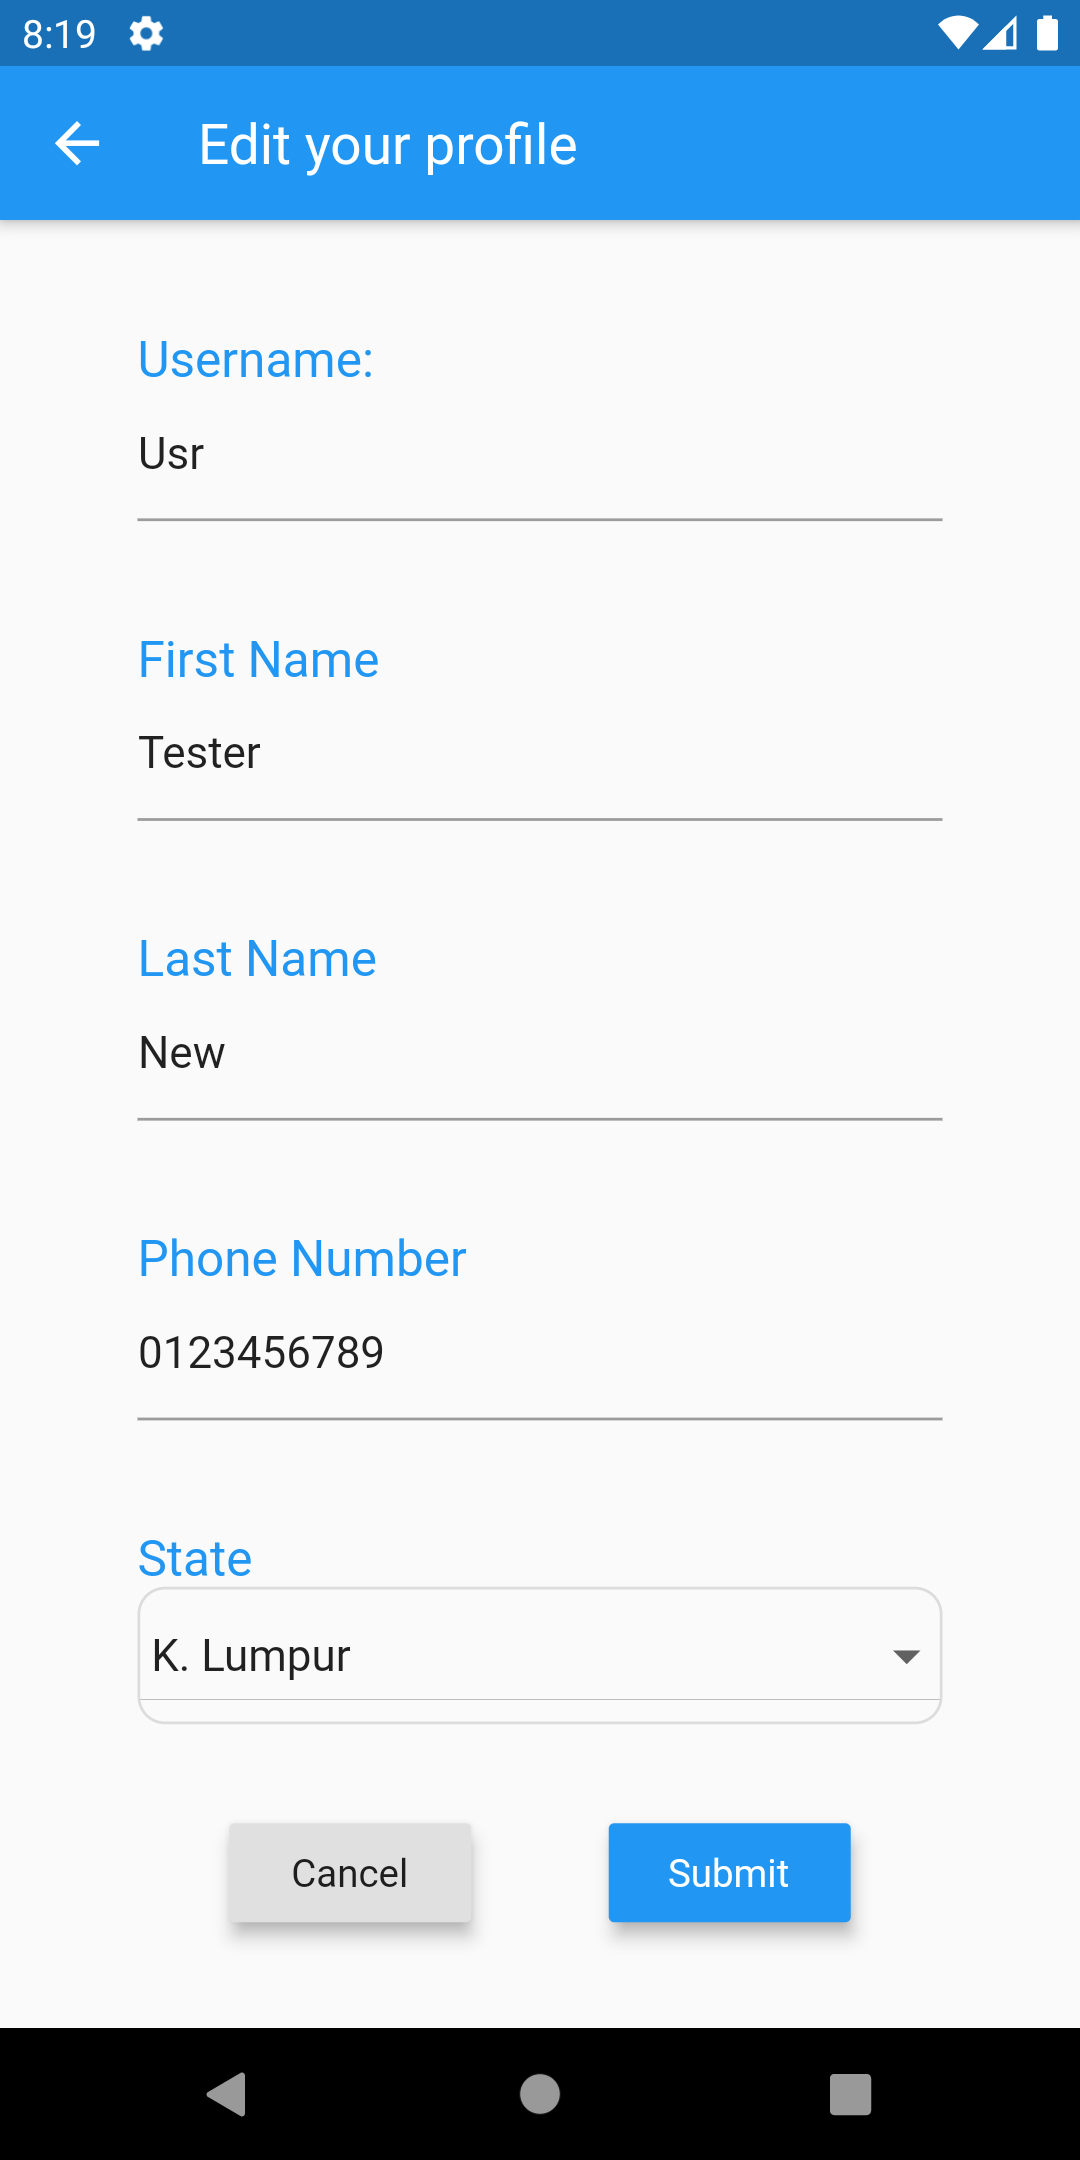 8:19
Edit your profile
Username:
Usr
First Name
Tester
Last Name
New
Phone Number
0123456789
State
K. Lumpur
Cancel Submit